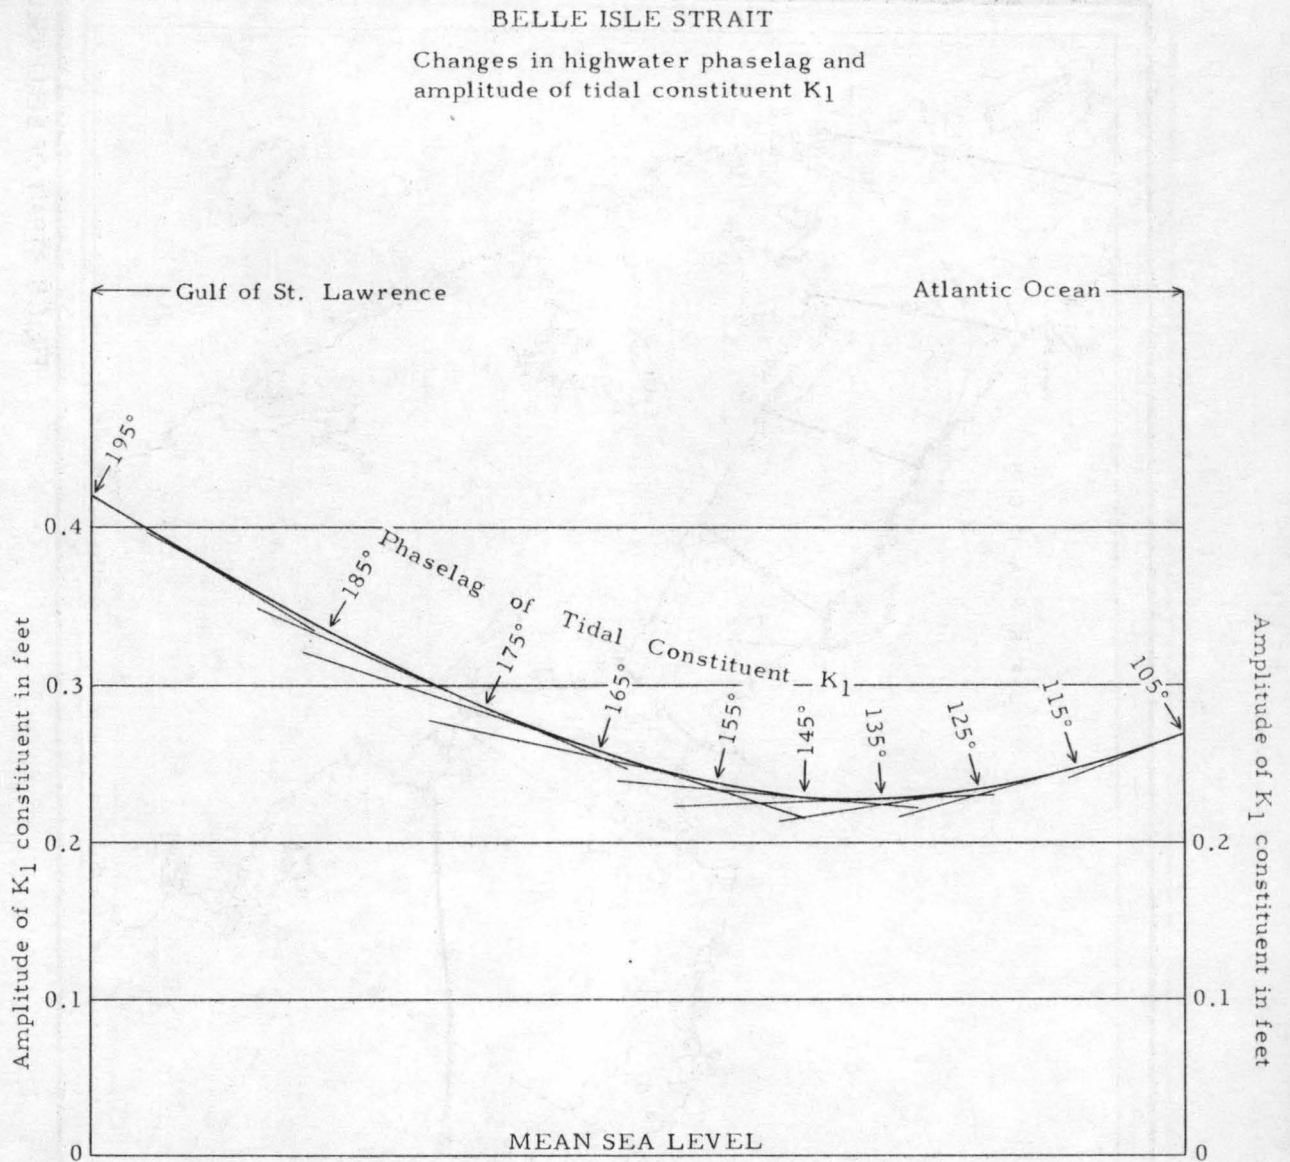 BELLE ISLE STRAIT
Changes in highwater phaselag and
amplitude of tidal constituent K1
Gulf of St. Lawrence
Atlantic Ocean
195°
0.4
Phaselag of Tidal Constituent K1
185°
175°
165°
155°
145°
135°
125°
115°
105°
0.3
0.2
0.2
0.1
0.1
Amplitude of K1 constituent in feet
Amplitude of K1 constituent in feet
0
MEAN SEA LEVEL
0